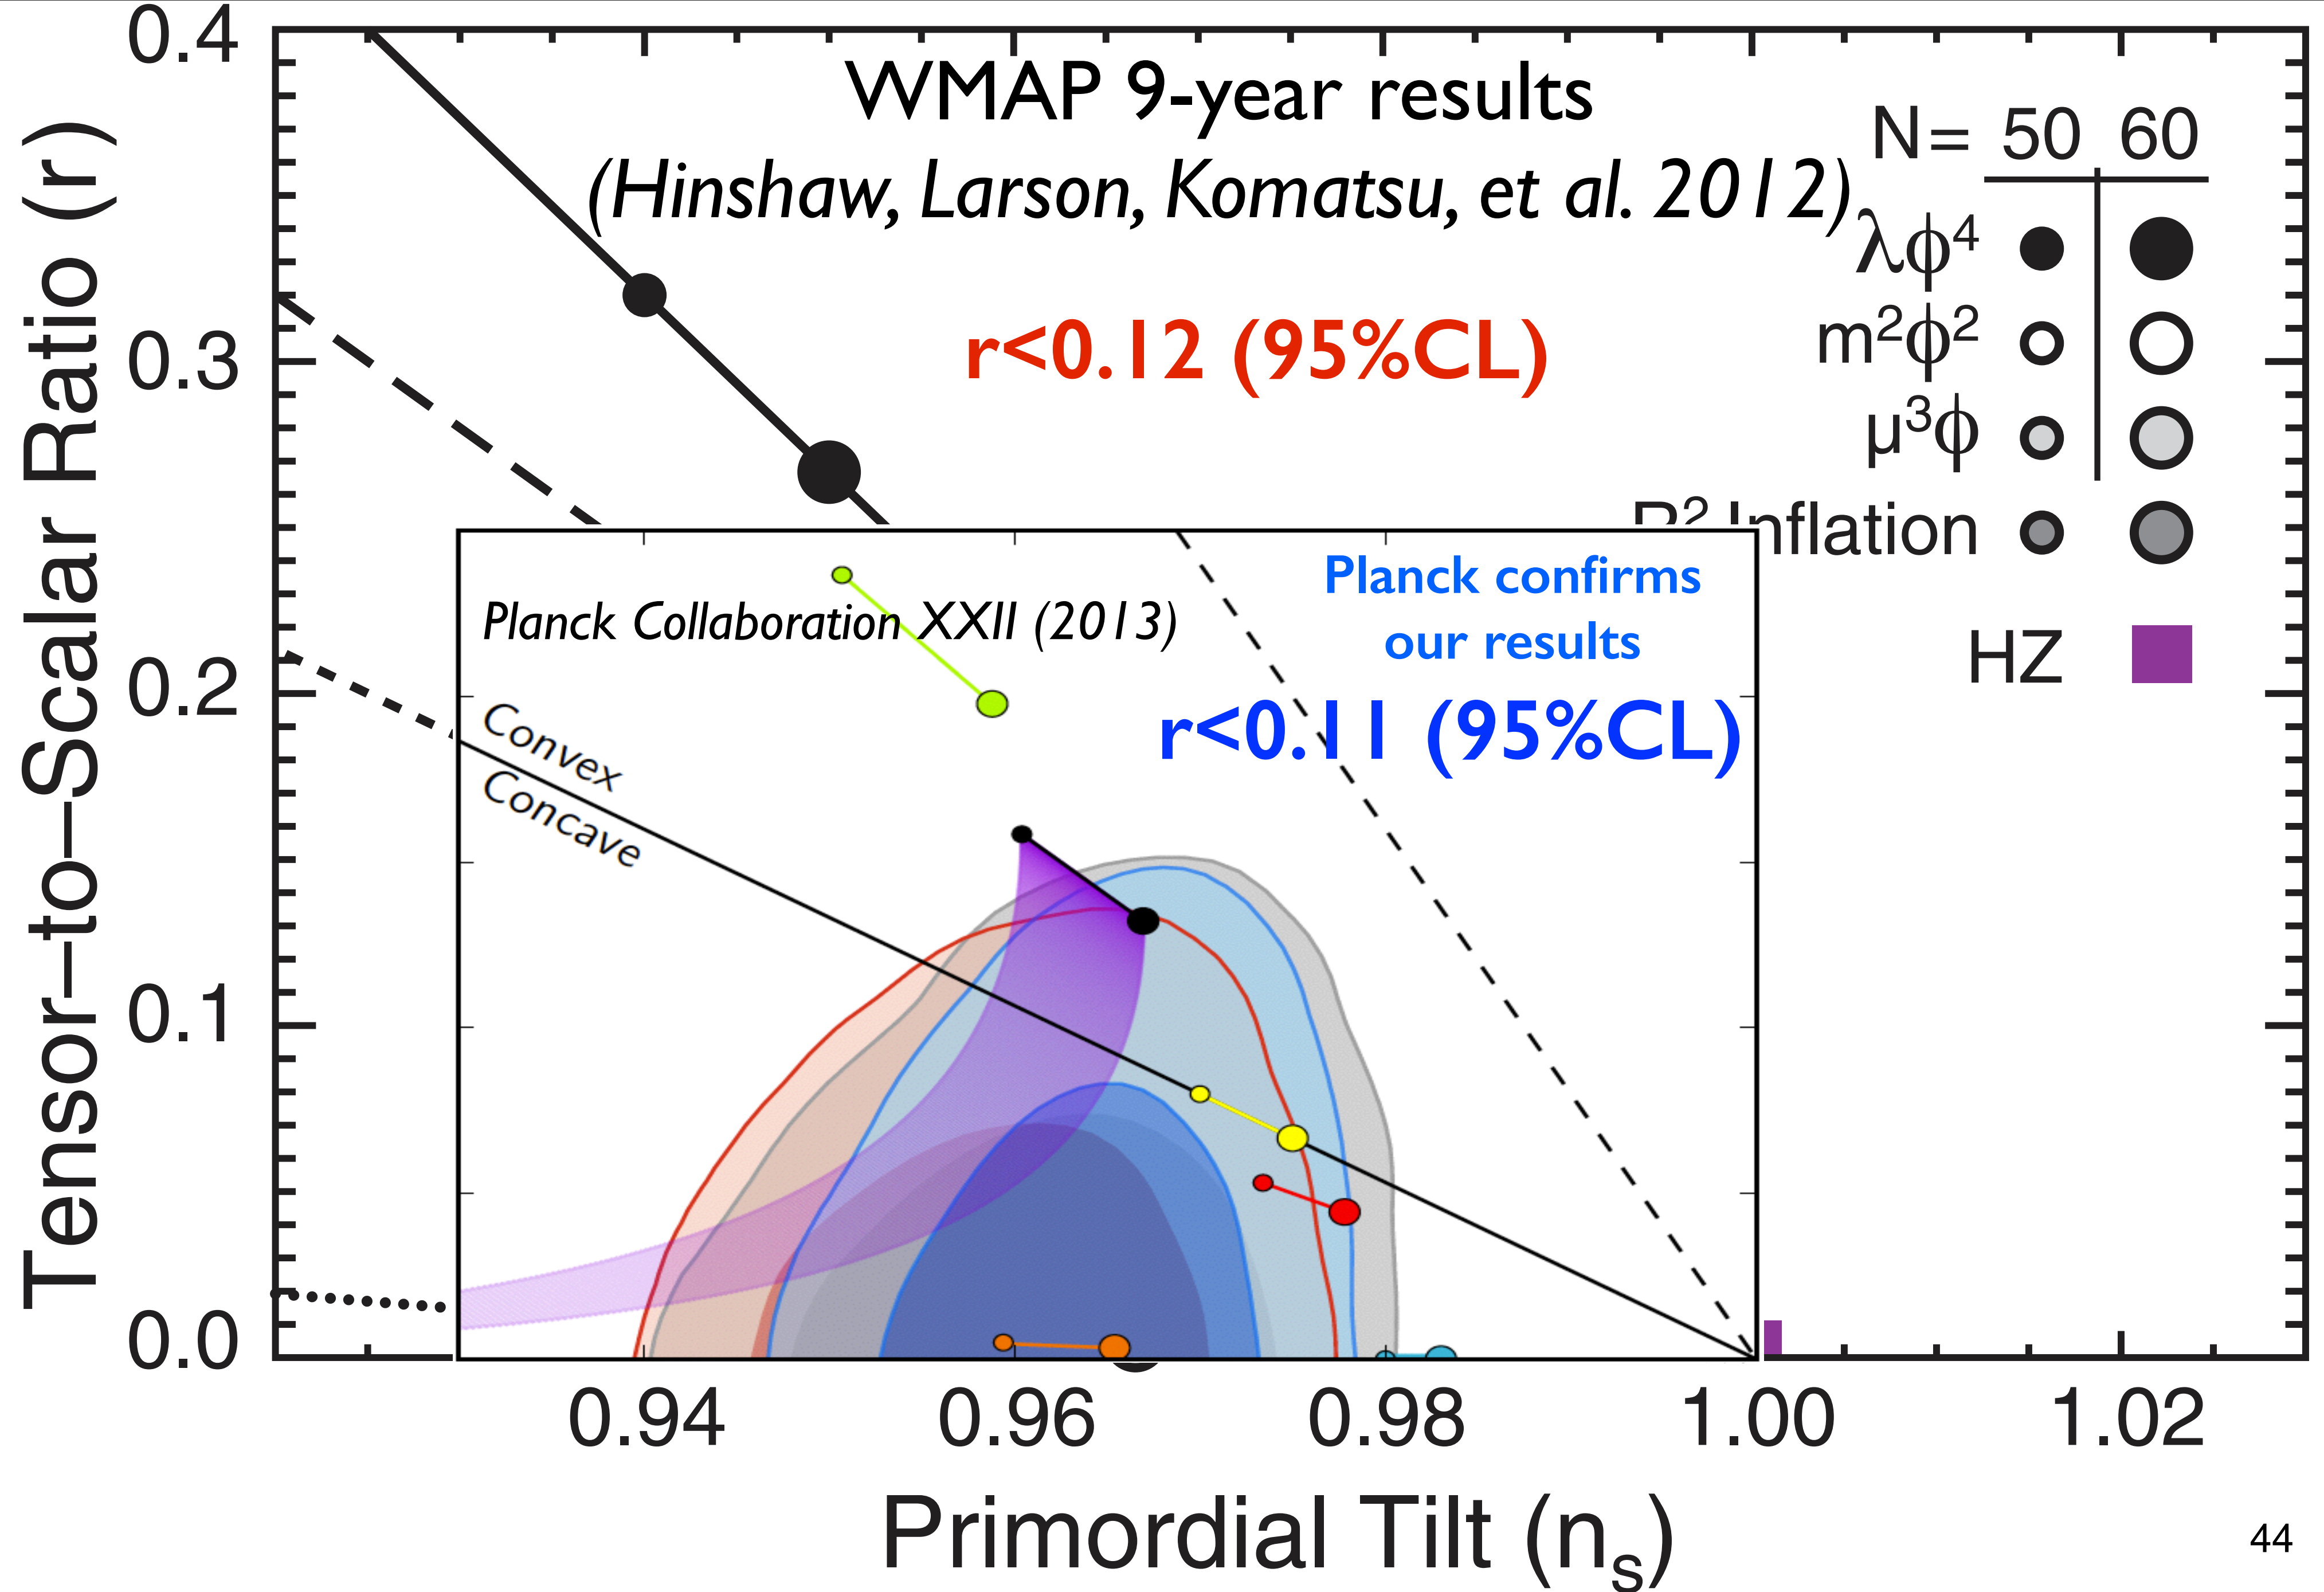 0.4
0.3
0.2
0.1
0.0
Tensor–to–Scalar Ratio (r)
WMAP 9-year results
(Hinshaw, Larson, Komatsu, et al. 2012)
r<0.12 (95%CL)
N= 50 60
λϕ⁴
m²ϕ²
μ³ϕ
R² Inflation
HZ
Planck Collaboration XXII (2013)
Planck confirms
our results
r<0.11 (95%CL)
Convex
Concave
0.94 0.96 0.98 1.00 1.02
Primordial Tilt (nₛ)
44